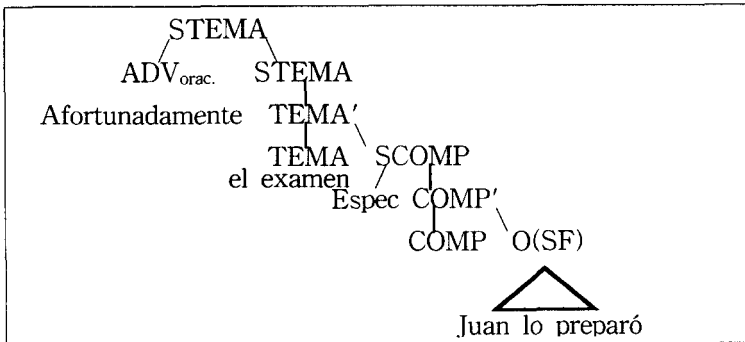 STEMA
ADVorac. STEMA
Afortunadamente TEMA'
TEMA SCOMP
el examen
Espec COMP'
COMP O(SF)
Juan lo preparó